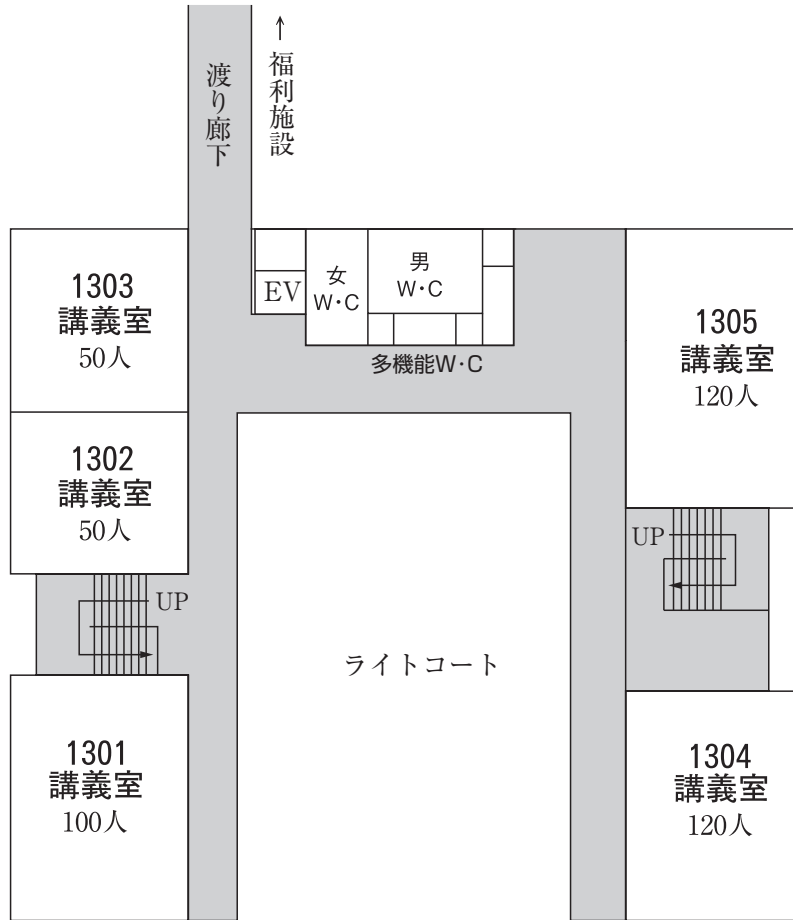 ↑福利施設
渡り廊下
1303
講義室
50人
EV
女
W・C
男
W・C
多機能W・C
1305
講義室
120人
1302
講義室
50人
UP
UP
ライトコート
1301
講義室
100人
1304
講義室
120人